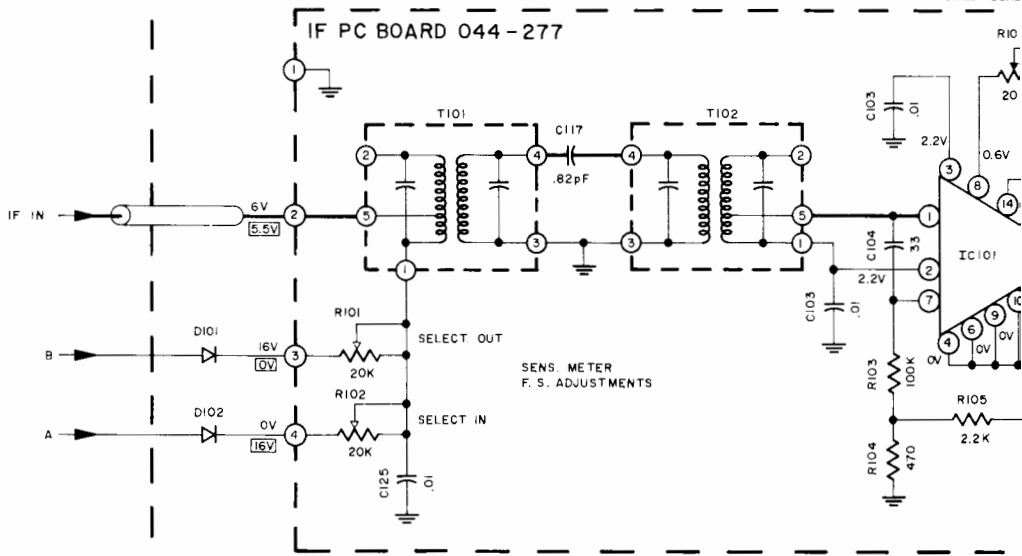 IF PC BOARD 044-277
R10
20
1
C103
.01
T101
C117
T102
2.2V
0.6V
3
8
14
2
4
4
2
.82pF
IF IN
6V
5.5V
2
5
5
1
C104
33
IC101
3
3
1
1
2
2.2V
7
C103
.01
10
9
6
4
0V
0V
0V
D101
16V
0V
3
R101
20K
SELECT OUT
B
SENS. METER
F. S. ADJUSTMENTS
R103
100K
D102
0V
16V
4
R102
20K
SELECT IN
A
R105
2.2K
R104
470
C125
.01